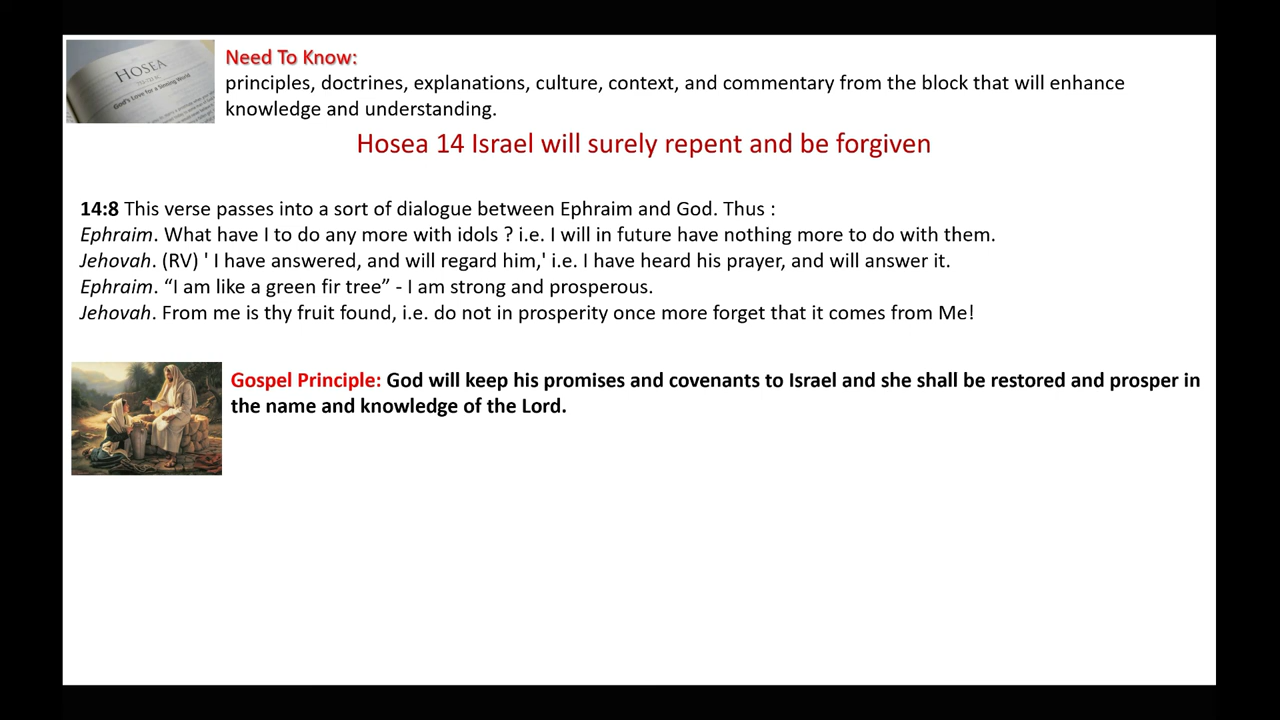 HOSEA
God's Love for a Sinning World
Need To Know:
principles, doctrines, explanations, culture, context, and commentary from the block that will enhance
knowledge and understanding.
Hosea 14 Israel will surely repent and be forgiven
14:8 This verse passes into a sort of dialogue between Ephraim and God. Thus :
Ephraim. What have I to do any more with idols ? i.e. I will in future have nothing more to do with them.
Jehovah. (RV) ' I have answered, and will regard him,' i.e. I have heard his prayer, and will answer it.
Ephraim. “I am like a green fir tree” - I am strong and prosperous.
Jehovah. From me is thy fruit found, i.e. do not in prosperity once more forget that it comes from Me!
Gospel Principle: God will keep his promises and covenants to Israel and she shall be restored and prosper in
the name and knowledge of the Lord.